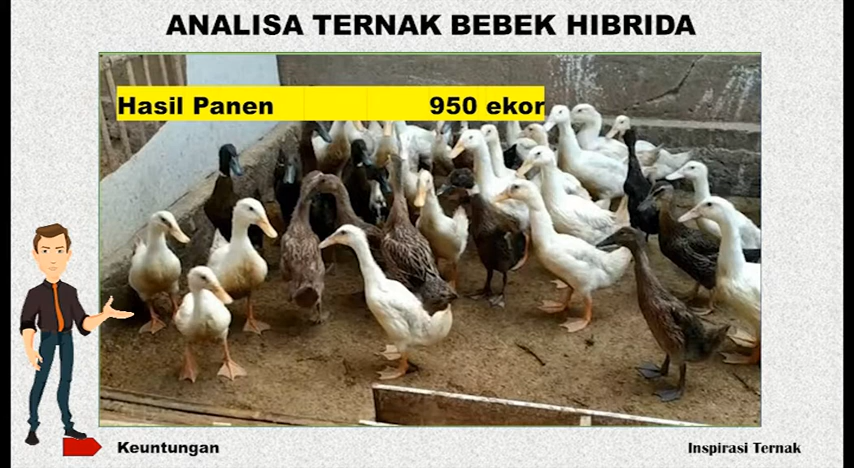 ANALISA TERNAK BEBEK HIBRIDA
Hasil Panen 950 ekor
Keuntungan
Inspirasi Ternak